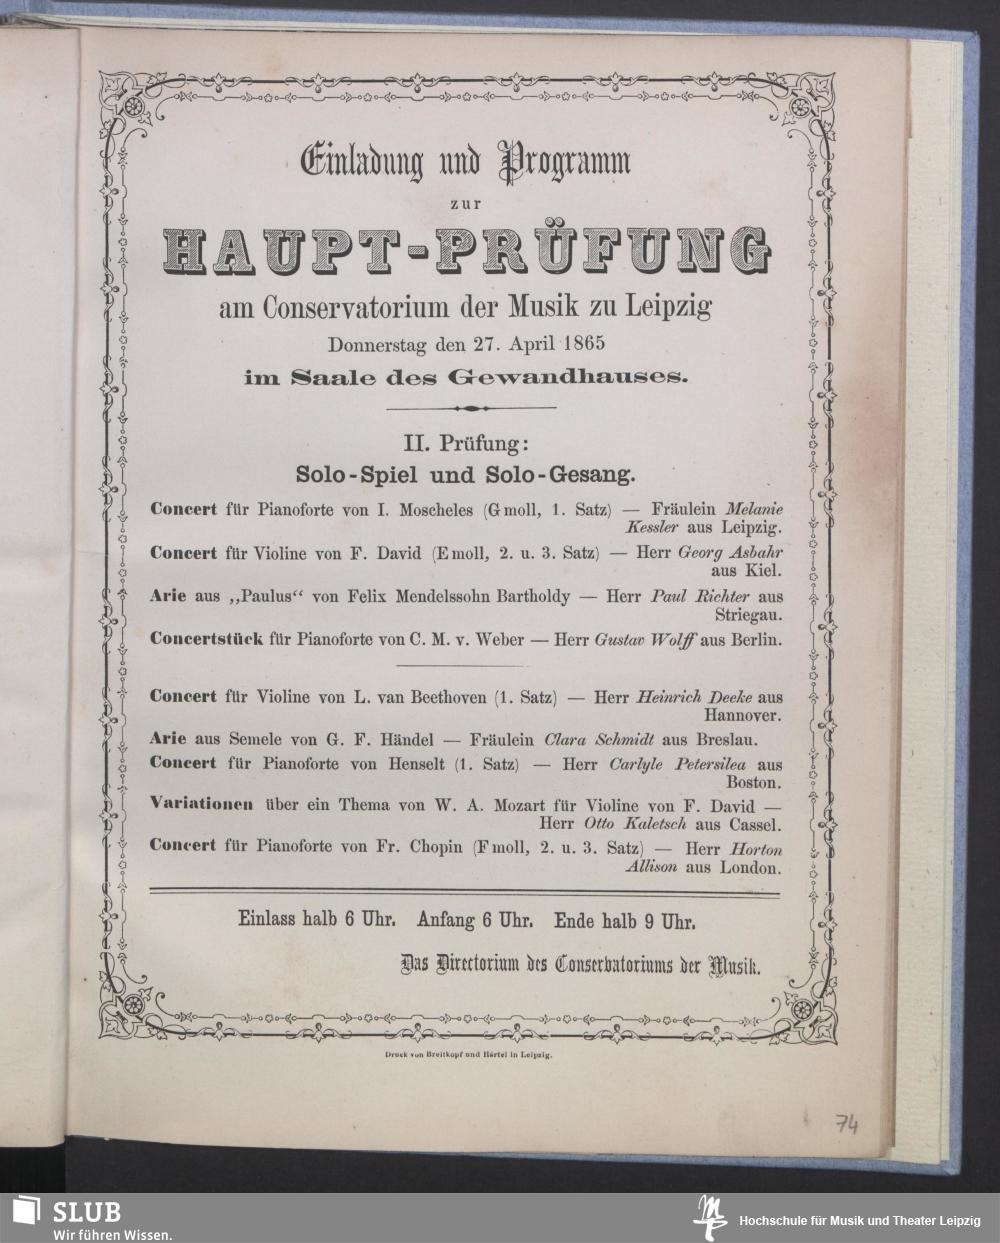 Einladung und Programm
zur
HAUPT-PRÜFUNG
am Conservatorium der Musik zu Leipzig
Donnerstag den 27. April 1865
im Saale des Gewandhauses.
II. Prüfung:
Solo-Spiel und Solo-Gesang.
Concert für Pianoforte von I. Moscheles (G moll, 1. Satz) — Fräulein Melanie
Kessler aus Leipzig.
Concert für Violine von F. David (E moll, 2. u. 3. Satz) — Herr Georg Asbahr
aus Kiel.
Arie aus „Paulus“ von Felix Mendelssohn Bartholdy — Herr Paul Richter aus
Striegau.
Concertstück für Pianoforte von C. M. v. Weber — Herr Gustav Wolff aus Berlin.
Concert für Violine von L. van Beethoven (1. Satz) — Herr Heinrich Deeke aus
Hannover.
Arie aus Semele von G. F. Händel — Fräulein Clara Schmidt aus Breslau.
Concert für Pianoforte von Henselt (1. Satz) — Herr Carlyle Petersilea aus
Boston.
Variationen über ein Thema von W. A. Mozart für Violine von F. David —
Herr Otto Kaletsch aus Cassel.
Concert für Pianoforte von Fr. Chopin (F moll, 2. u. 3. Satz) — Herr Horton
Allison aus London.
Einlass halb 6 Uhr. Anfang 6 Uhr. Ende halb 9 Uhr.
Das Directorium des Conservatoriums der Musik.
Druck von Breitkopf und Härtel in Leipzig.
74
SLUB
Wir führen Wissen.
Hochschule für Musik und Theater Leipzig